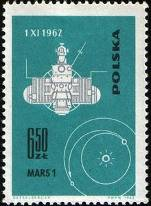 1 XI 1962
POLSKA
6,50
ZŁ
MARS 1